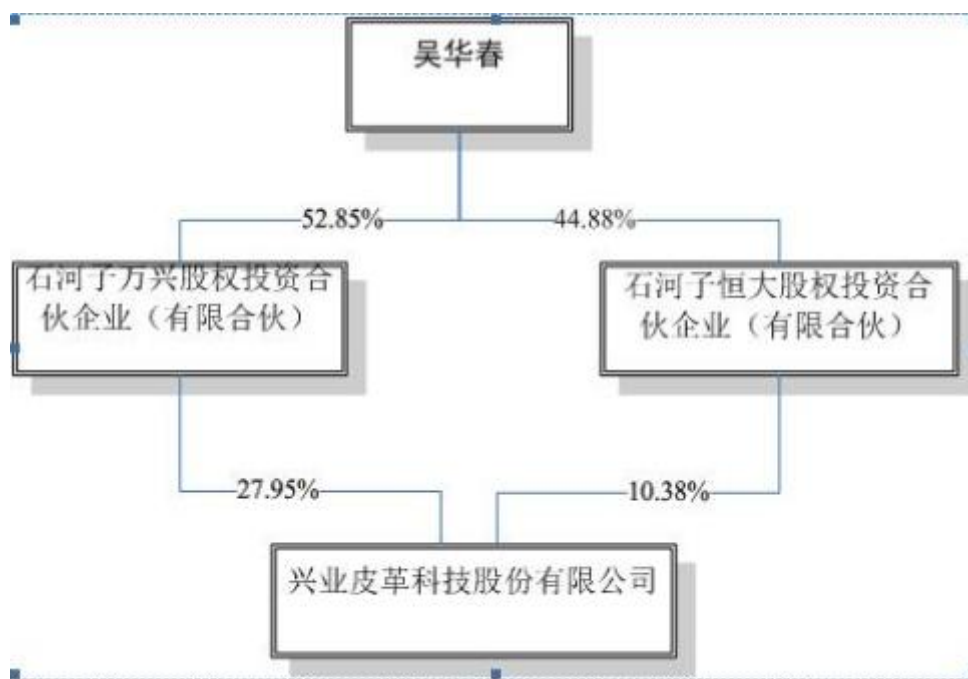 吴华春
52.85%
44.88%
石河子万兴股权投资合
伙企业（有限合伙）
石河子恒大股权投资合
伙企业（有限合伙）
27.95%
10.38%
兴业皮革科技股份有限公司